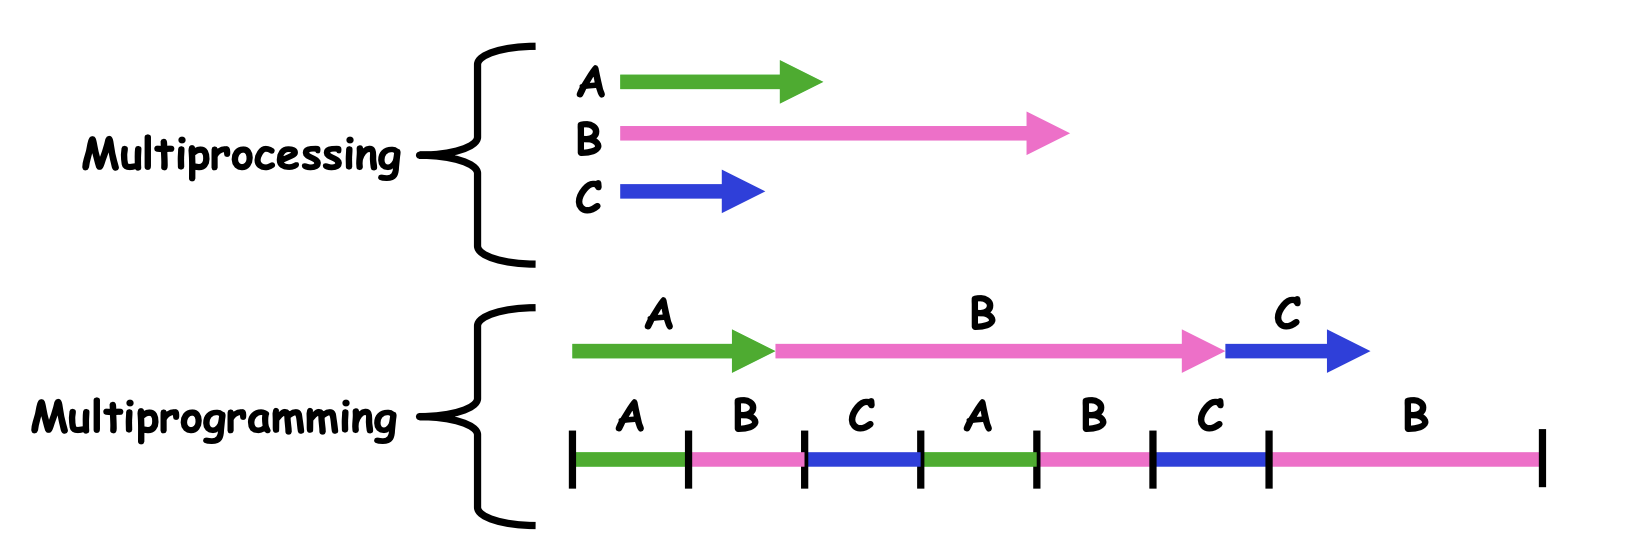 Multiprocessing
A
B
C
Multiprogramming
A B C
A B C A B C B